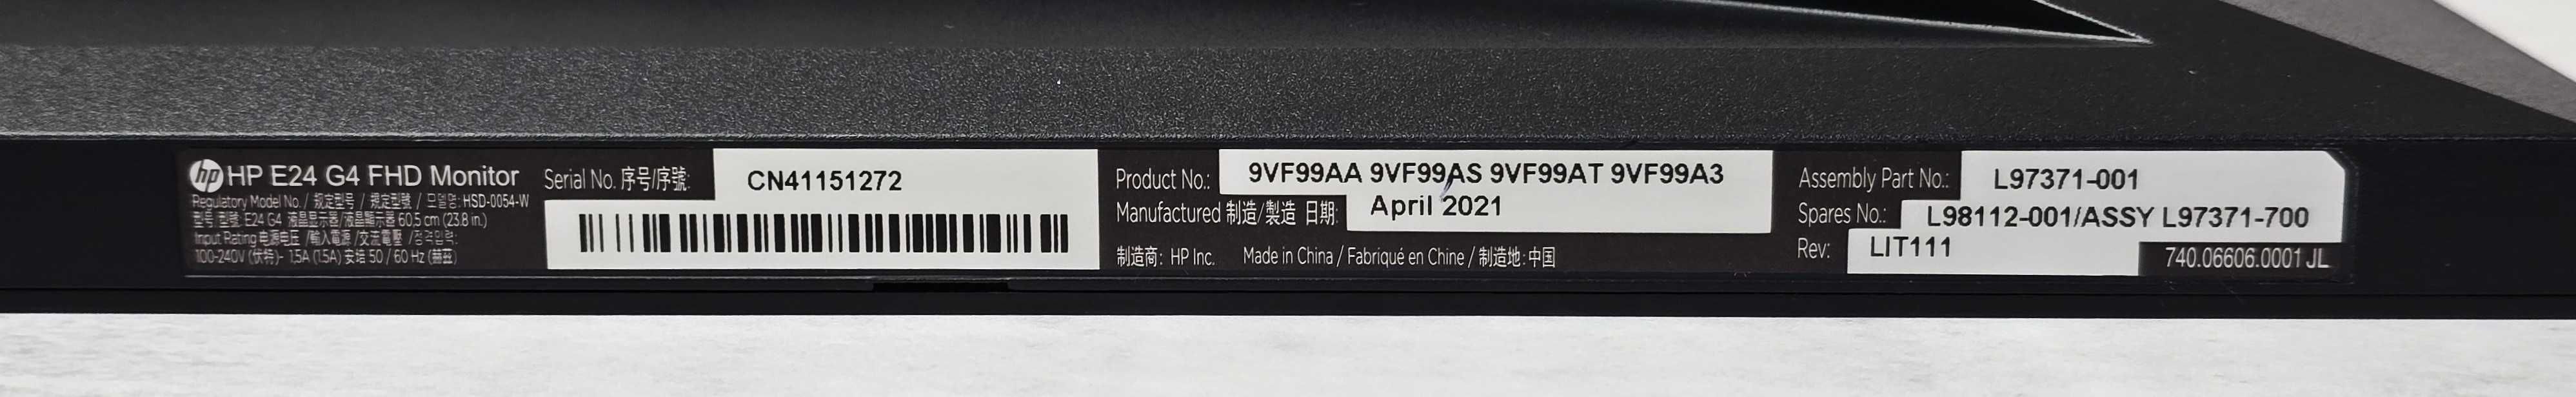 hp HP E24 G4 FHD Monitor
Regulatory Model No. / 规定型号 / 規定型號 / 모델명: HSD-0054-W
型号/型號: E24 G4 液晶显示器/液晶顯示器 60.5 cm (23.8 in.)
Input Rating 电源电压 /輸入電源 /交流電壓 /정격입력:
100-240V (伏特)~ 1.5A (1.5A) 安培 50 / 60 Hz (赫兹)
Serial No. 序号/序號: CN41151272
Product No.: 9VF99AA 9VF99AS 9VF99AT 9VF99A3
Manufactured 制造/製造 日期: April 2021
制造商: HP Inc. Made in China / Fabriqué en Chine / 制造地: 中国
Assembly Part No.: L97371-001
Spares No.: L98112-001/ASSY L97371-700
Rev: LIT111
740.06606.0001 JL